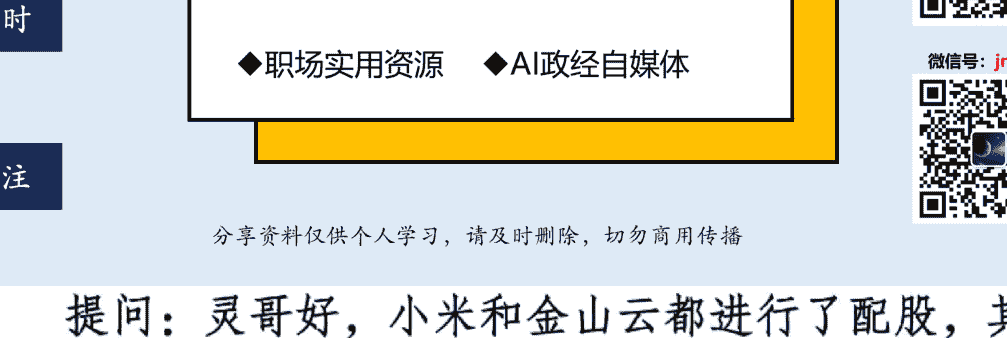 时
◆职场实用资源 ◆AI政经自媒体
微信号：
注
分享资料仅供个人学习，请及时删除，切勿商用传播
提问：灵哥好，小米和金山云都进行了配股，